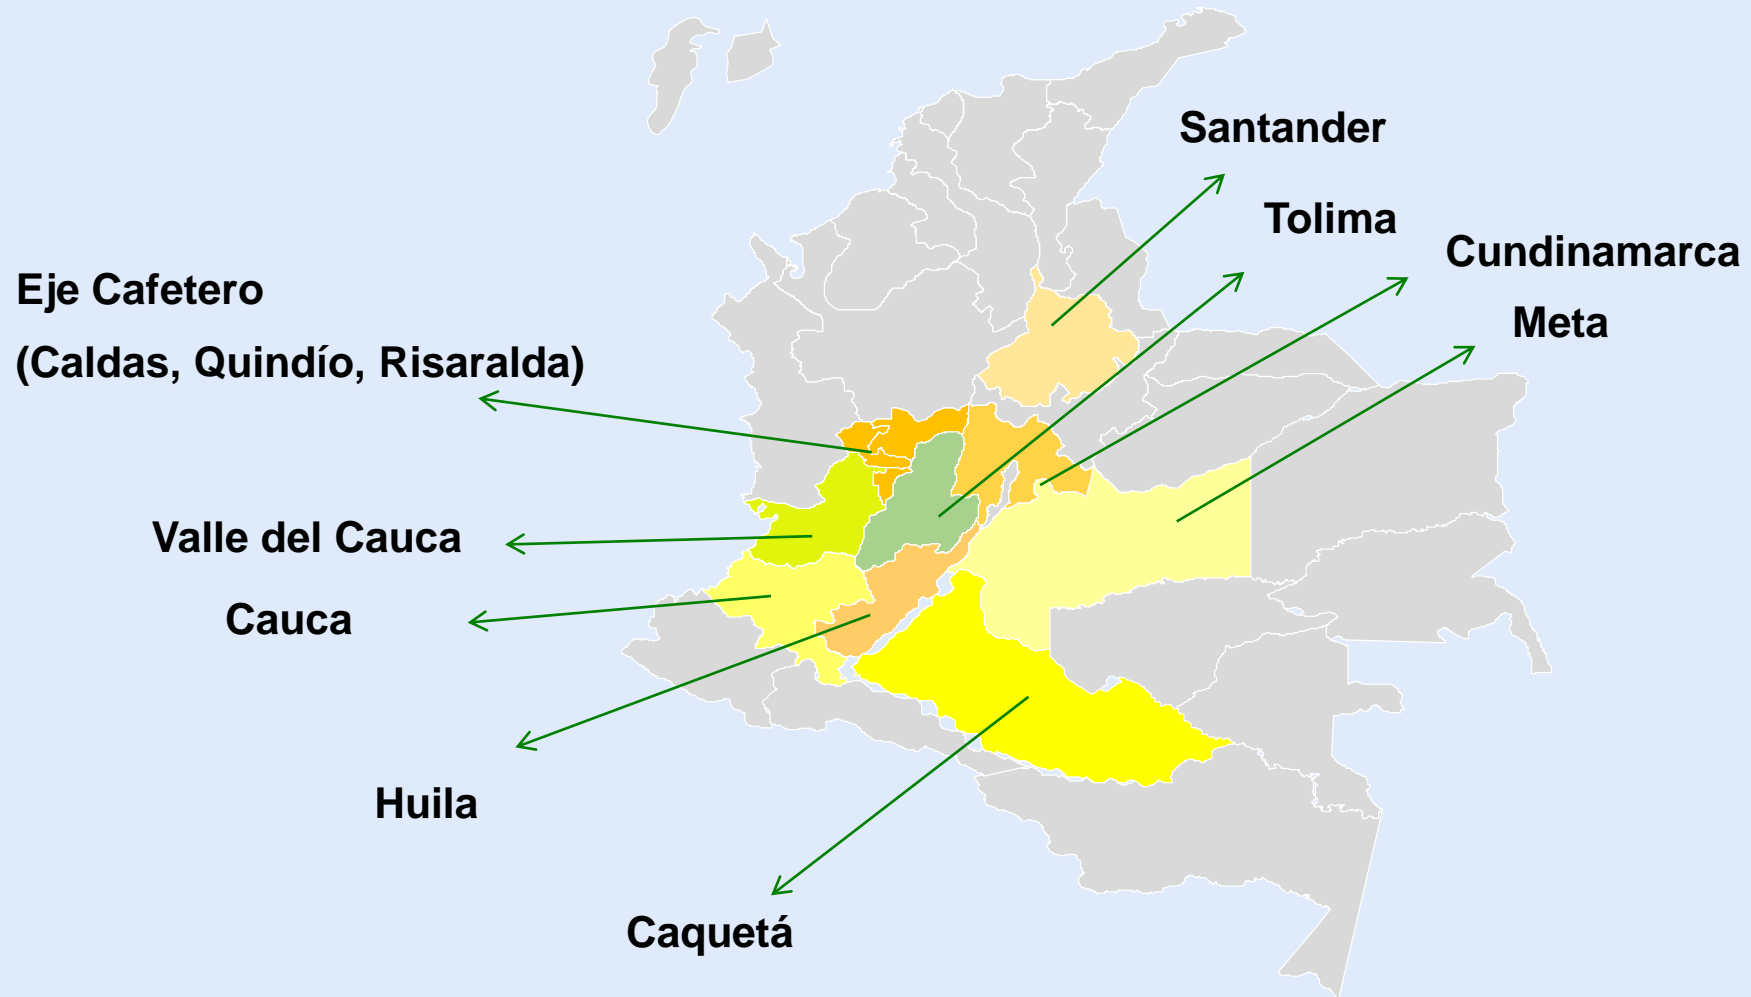 Santander
Tolima
Cundinamarca
Meta
Eje Cafetero
(Caldas, Quindío, Risaralda)
Valle del Cauca
Cauca
Huila
Caquetá